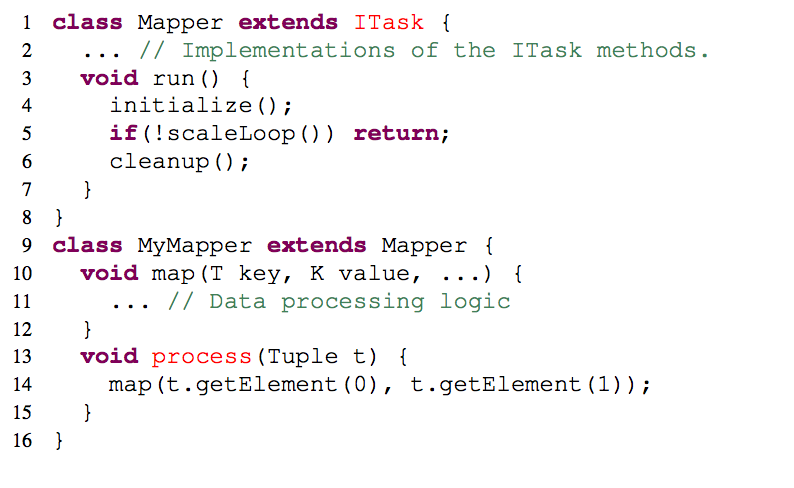 1 class Mapper extends ITask {
2 ... // Implementations of the ITask methods.
3 void run() {
4 initialize();
5 if(!scaleLoop()) return;
6 cleanup();
7 }
8 }
9 class MyMapper extends Mapper {
10 void map(T key, K value, ...) {
11 ... // Data processing logic
12 }
13 void process(Tuple t) {
14 map(t.getElement(0), t.getElement(1));
15 }
16 }